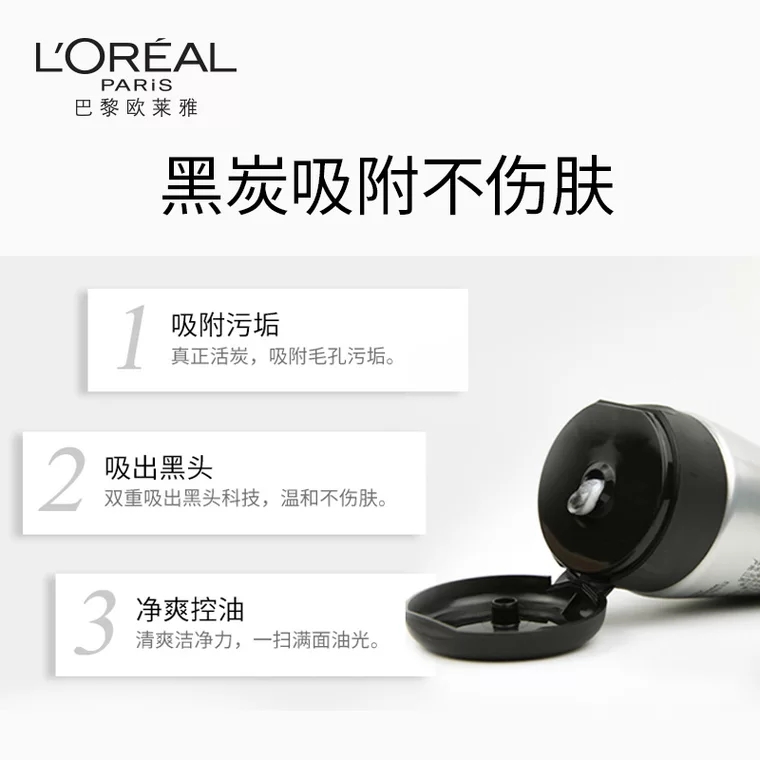 L'ORÉAL
PARiS
巴黎欧莱雅
黑炭吸附不伤肤
1
吸附污垢
真正活炭，吸附毛孔污垢。
2
吸出黑头
双重吸出黑头科技，温和不伤肤。
3
净爽控油
清爽洁净力，一扫满面油光。